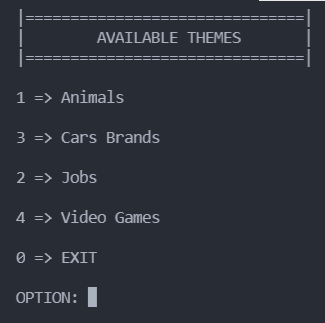 |===============================|
|        AVAILABLE THEMES       |
|===============================|
1 => Animals
3 => Cars Brands
2 => Jobs
4 => Video Games
0 => EXIT
OPTION: